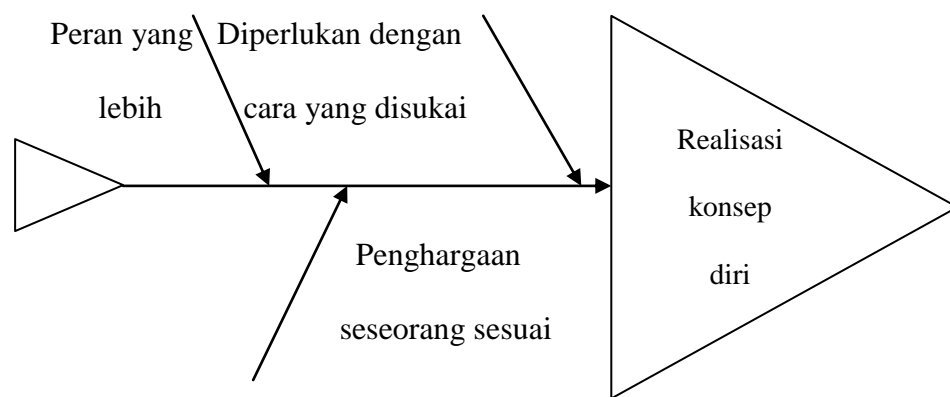 Peran yang
lebih
Diperlukan dengan
cara yang disukai
Realisasi
konsep
diri
Penghargaan
seseorang sesuai